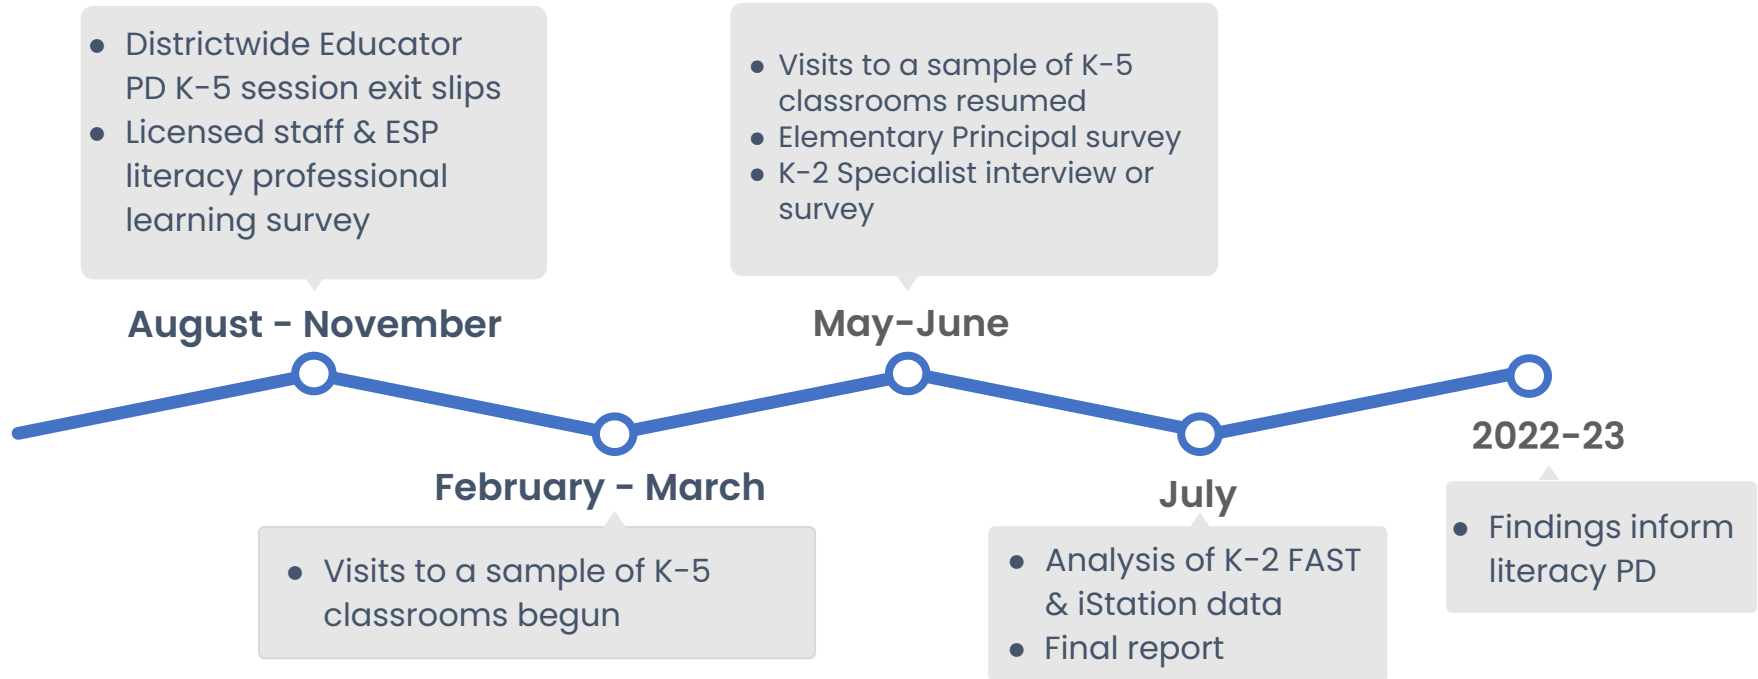 ● Districtwide Educator
PD K-5 session exit slips
● Licensed staff & ESP
literacy professional
learning survey
August - November
● Visits to a sample of K-5
classrooms begun
February - March
● Visits to a sample of K-5
classrooms resumed
● Elementary Principal survey
● K-2 Specialist interview or
survey
May-June
July
● Analysis of K-2 FAST
& iStation data
● Final report
2022-23
● Findings inform
literacy PD